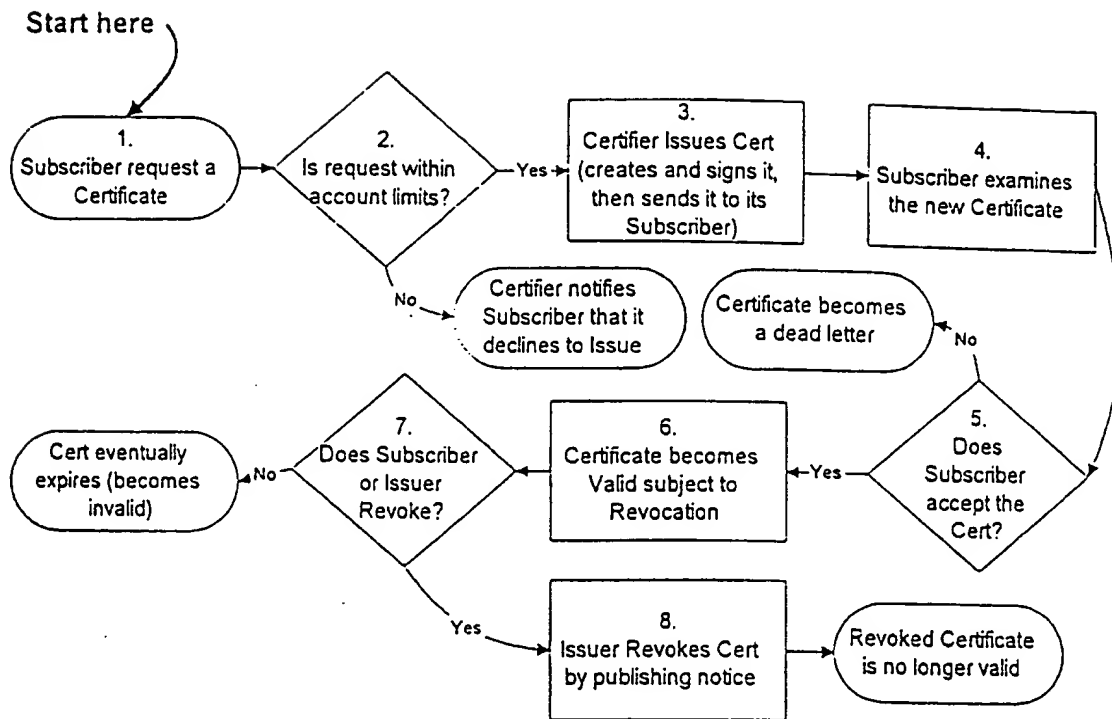 Start here
1.
Subscriber request a
Certificate
2.
Is request within
account limits?
Yes
3.
Certifier Issues Cert
(creates and signs it,
then sends it to its
Subscriber)
4.
Subscriber examines
the new Certificate
No
Certifier notifies
Subscriber that it
declines to Issue
Certificate becomes
a dead letter
No
5.
Does
Subscriber
accept the
Cert?
Yes
6.
Certificate becomes
Valid subject to
Revocation
7.
Does Subscriber
or Issuer
Revoke?
No
Cert eventually
expires (becomes
invalid)
Yes
8.
Issuer Revokes Cert
by publishing notice
Revoked Certificate
is no longer valid